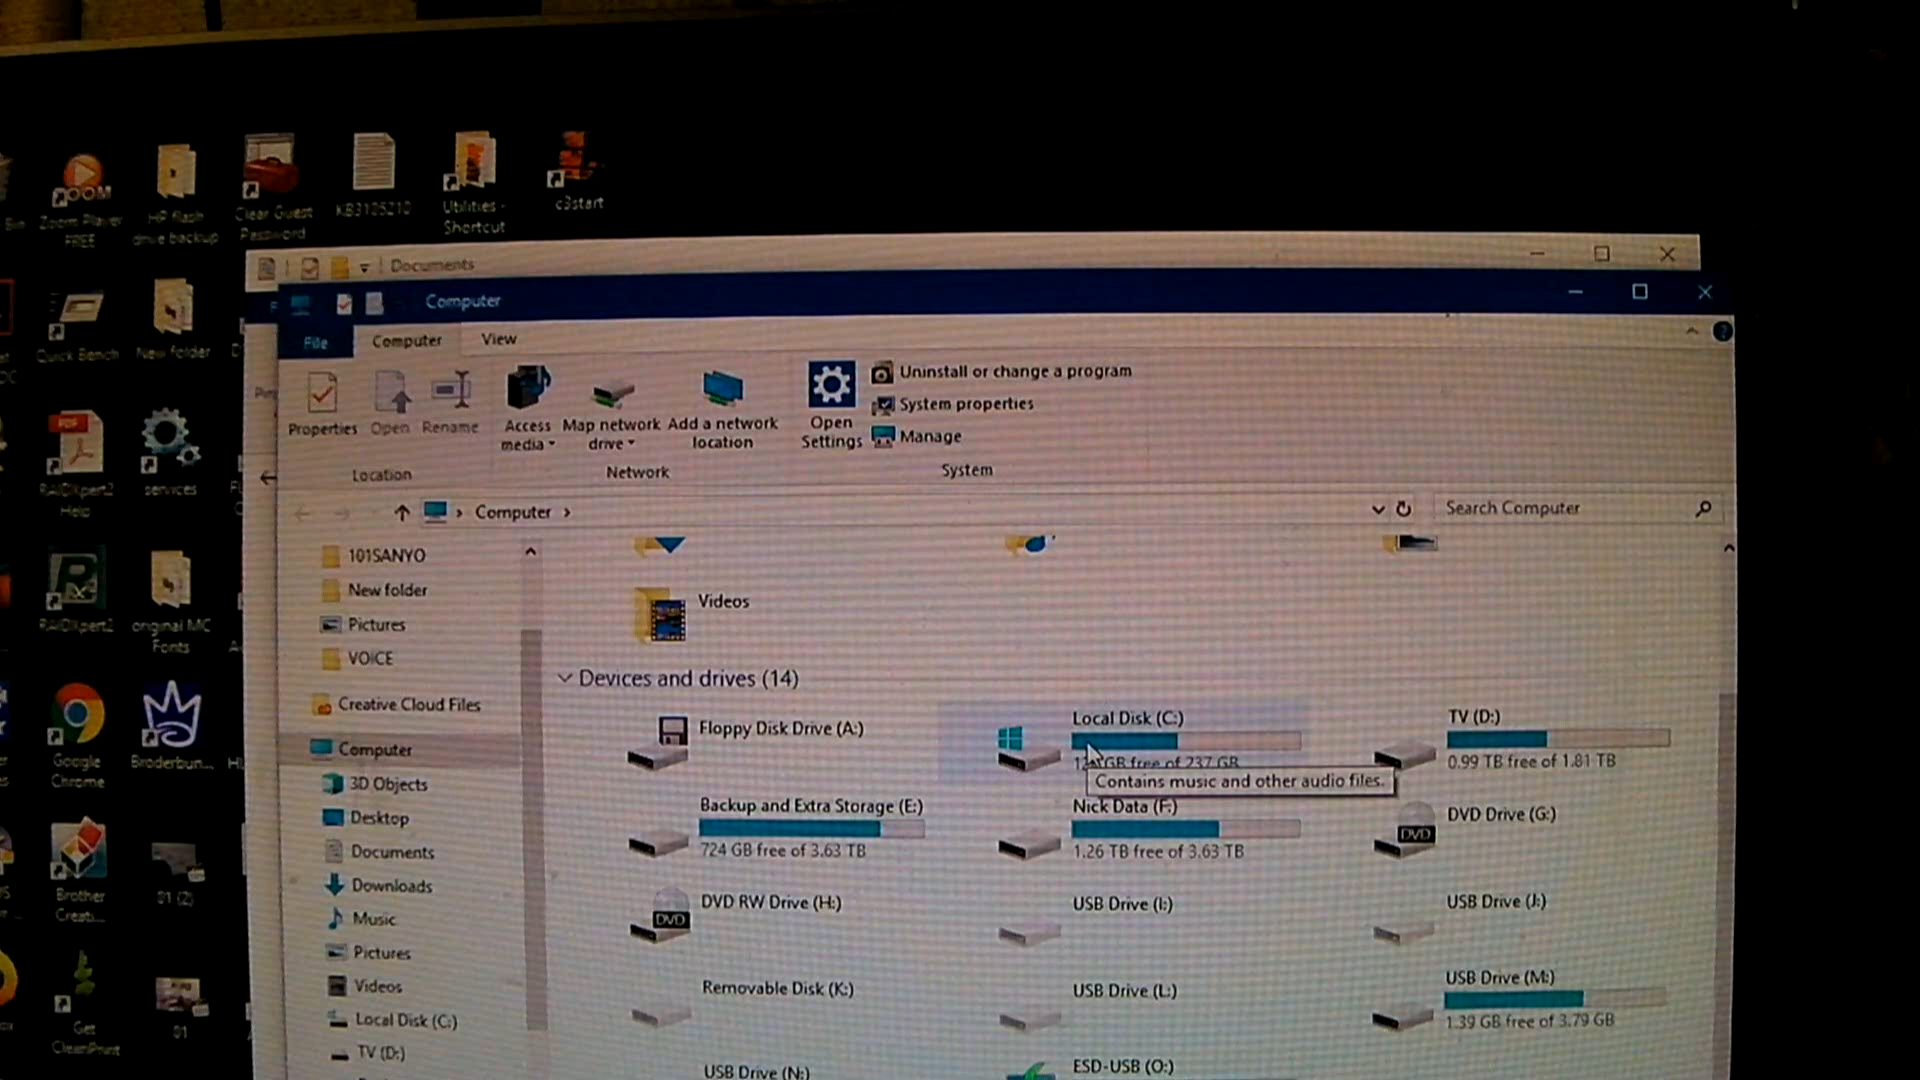 Zoom Player
FREE
HP flash
drive backup
Clear Guest
Password
KB3105210
Utilities -
Shortcut
c3start
Quick Bench
New folder
RAIDXpert2
Help
services
RAIDXpert2
original MC
Fonts
Google
Chrome
Broderbun...
Brother
Creati...
01 (2)
Get
CleanPrint
01
Documents
Computer
File
Computer
View
Properties
Open
Rename
Access
media
Map network
drive
Add a network
location
Open
Settings
Uninstall or change a program
System properties
Manage
Location
Network
System
Computer
Search Computer
101SANYO
New folder
Pictures
VOICE
Creative Cloud Files
Computer
3D Objects
Desktop
Documents
Downloads
Music
Pictures
Videos
Local Disk (C:)
TV (D:)
Videos
Devices and drives (14)
Floppy Disk Drive (A:)
Local Disk (C:)
GB free of 237 GB
Contains music and other audio files.
TV (D:)
0.99 TB free of 1.81 TB
Backup and Extra Storage (E:)
724 GB free of 3.63 TB
Nick Data (F:)
1.26 TB free of 3.63 TB
DVD Drive (G:)
DVD
DVD RW Drive (H:)
DVD
USB Drive (I:)
USB Drive (J:)
Removable Disk (K:)
USB Drive (L:)
USB Drive (M:)
1.39 GB free of 3.79 GB
USB Drive (N:)
ESD-USB (O:)